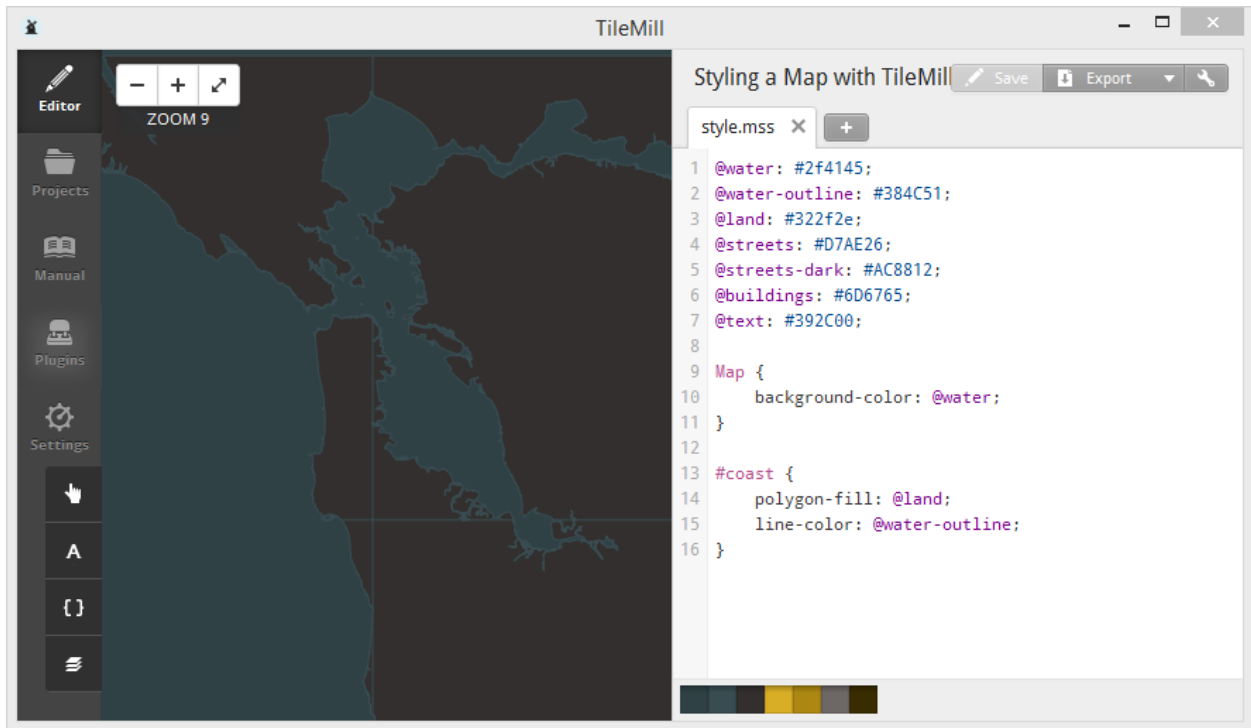 TileMill
Editor
Projects
Manual
Plugins
Settings
A
{ }
ZOOM 9
Styling a Map with TileMill
Save
Export
style.mss
1 @water: #2f4145;
2 @water-outline: #384C51;
3 @land: #322f2e;
4 @streets: #D7AE26;
5 @streets-dark: #AC8812;
6 @buildings: #6D6765;
7 @text: #392C00;
8
9 Map {
10 background-color: @water;
11 }
12
13 #coast {
14 polygon-fill: @land;
15 line-color: @water-outline;
16 }